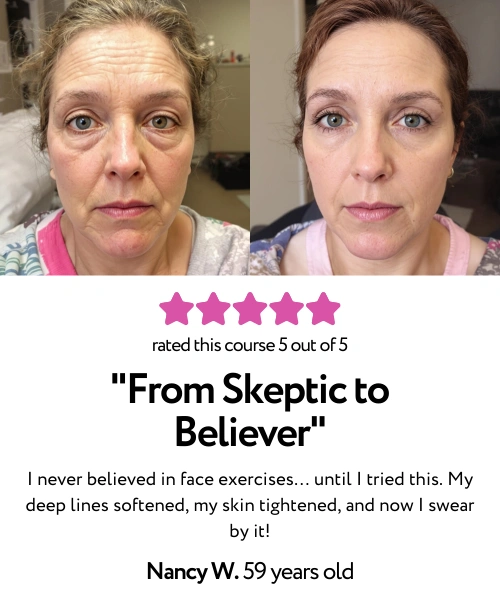 rated this course 5 out of 5
"From Skeptic to
Believer"
I never believed in face exercises... until I tried this. My
deep lines softened, my skin tightened, and now I swear
by it!
Nancy W. 59 years old